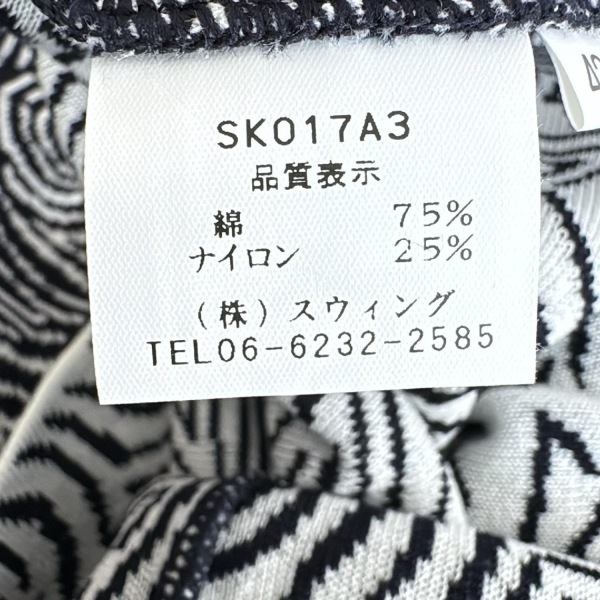 SK017A3
品質表示
綿 75%
ナイロン 25%
(株)スウィング
TEL06-6232-2585